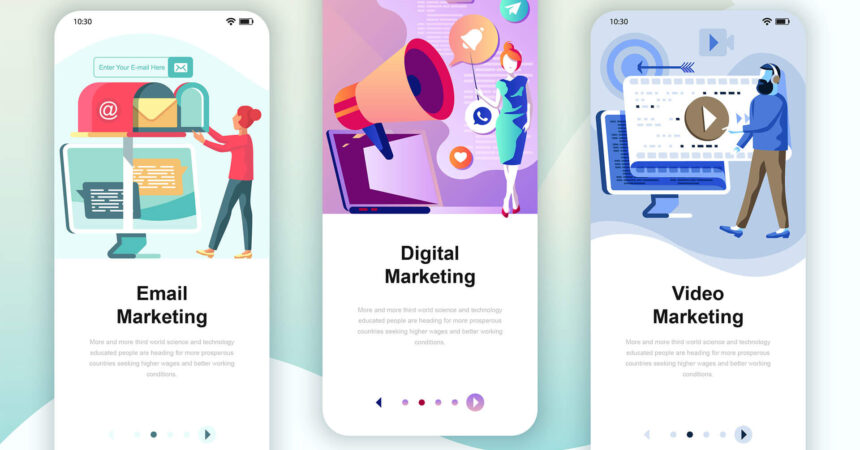 10:30
Enter Your E-mail Here
@
Email
Marketing
More and more third world science and technology
educated people are heading for more prosperous
countries seeking higher wages and better working
conditions.
Digital
Marketing
More and more third world science and technology
educated people are heading for more prosperous
countries seeking higher wages and better working
conditions.
10:30
Video
Marketing
More and more third world science and technology
educated people are heading for more prosperous
countries seeking higher wages and better working
conditions.